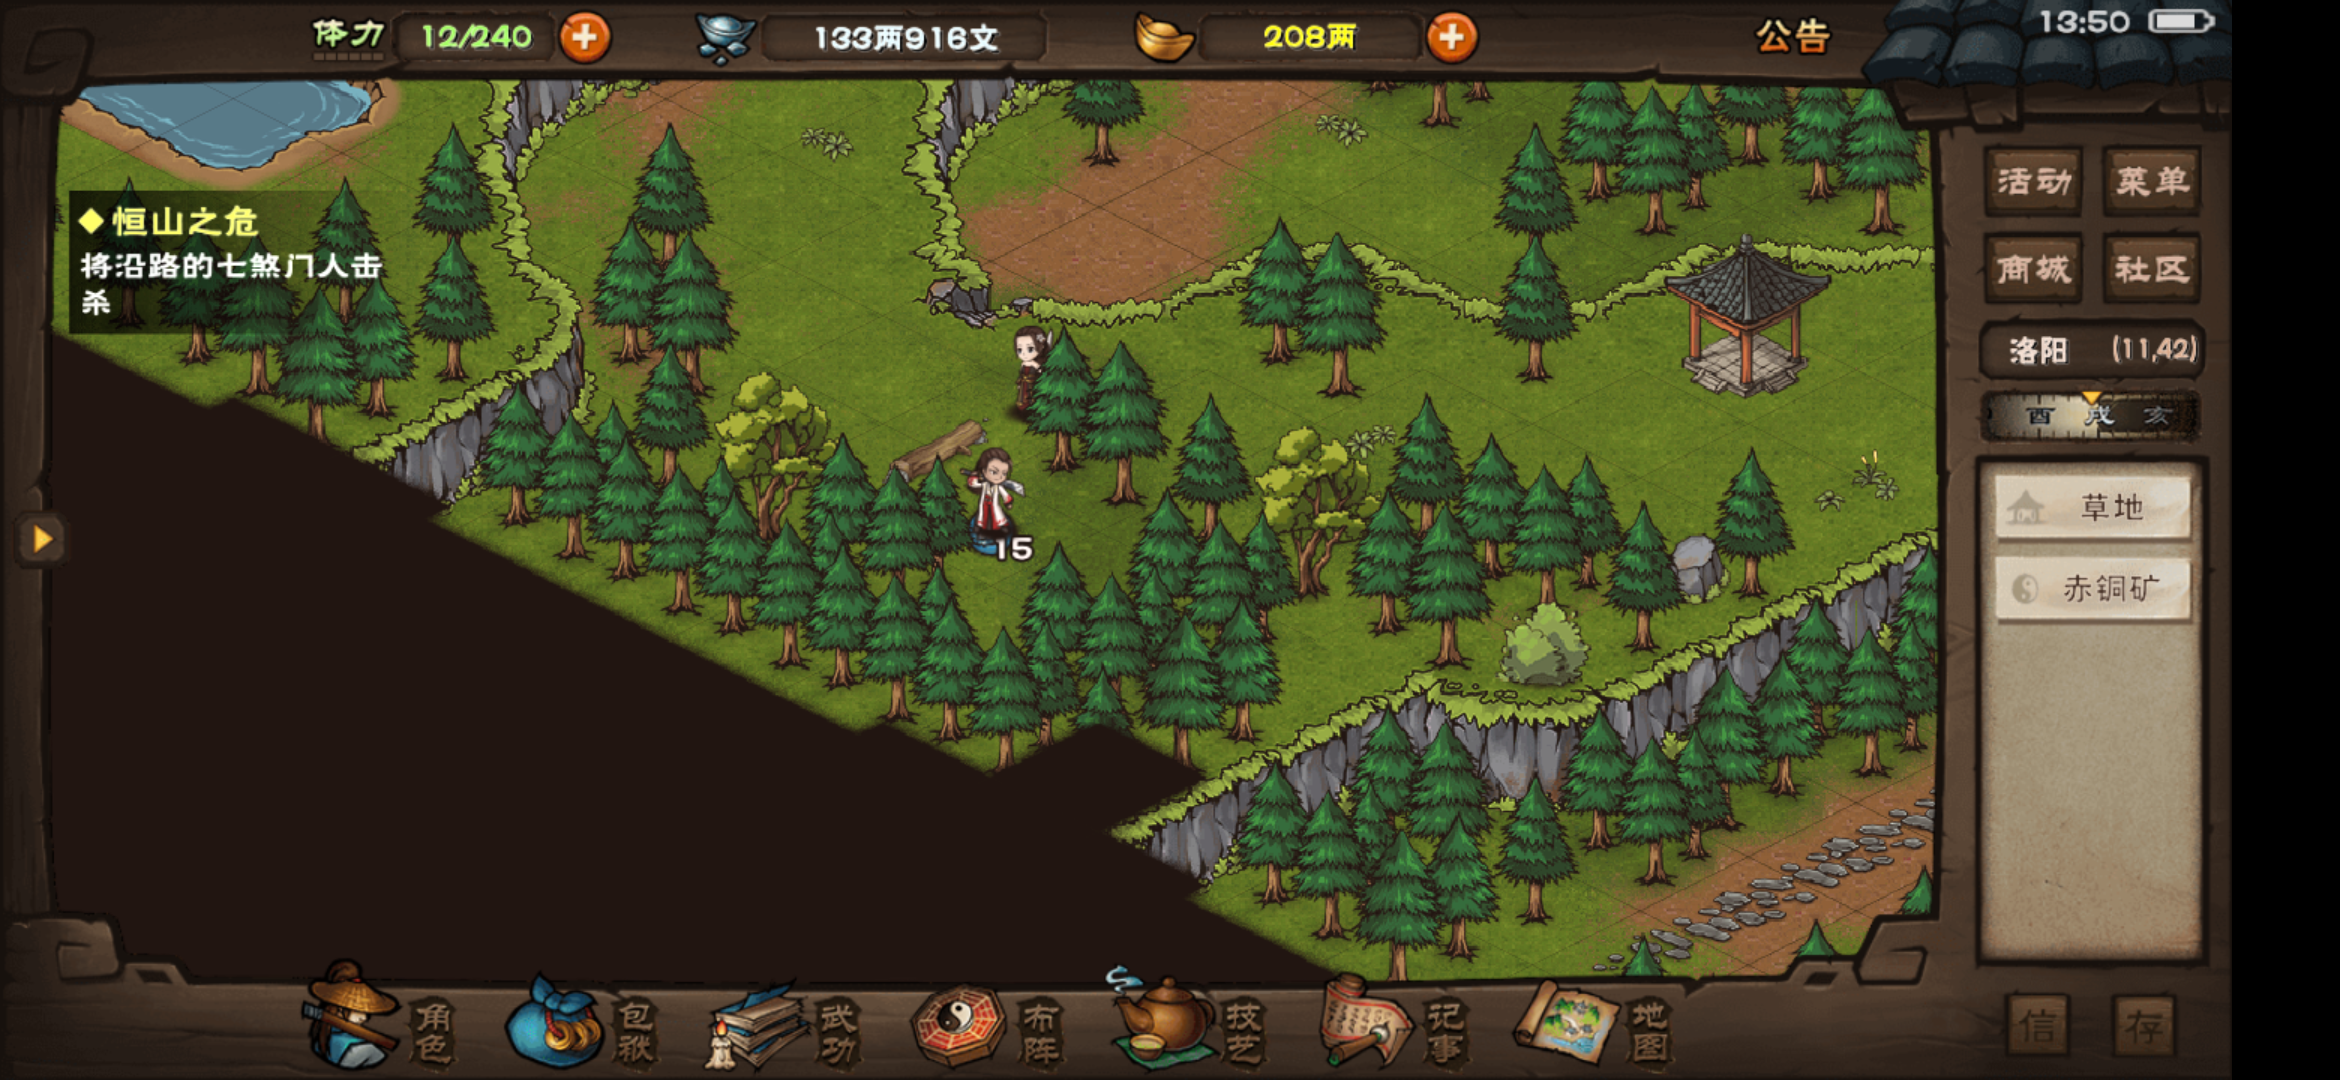 体力 12/240 133两916文 208两 公告 13:50
◆恒山之危
将沿路的七煞门人击
杀
15
活动 菜单
商城 社区
洛阳 (11,42)
酉 戌 亥
草地
赤铜矿
角色 包袱 武功 布阵 技艺 记事 地图 信 存